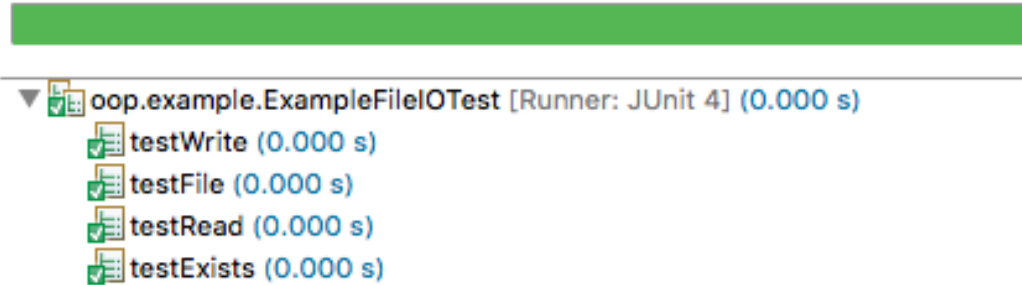 oop.example.ExampleFileIOTest [Runner: JUnit 4] (0.000 s)
testWrite (0.000 s)
testFile (0.000 s)
testRead (0.000 s)
testExists (0.000 s)